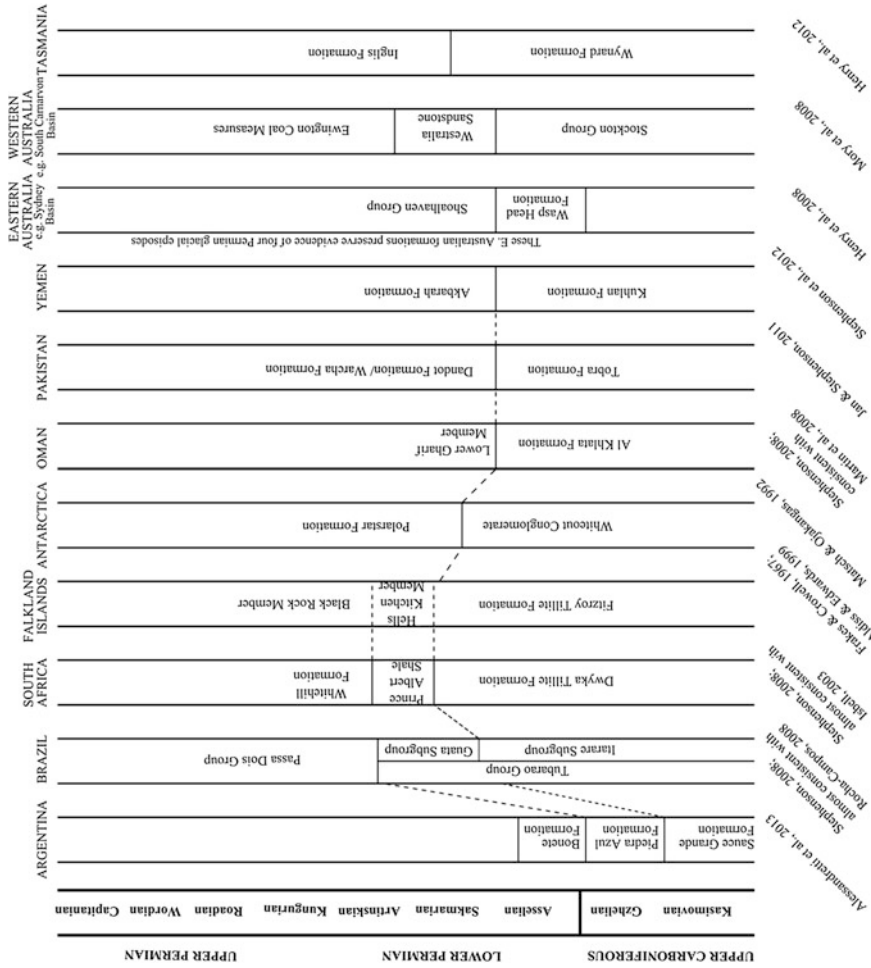 TASMANIA
Inglis Formation
Wynard Formation
Henry et al., 2012
WESTERN
AUSTRALIA
e.g. South Carnarvon
Basin
Ewington Coal Measures
Westralia
Sandstone
Stockton Group
Mory et al., 2008
EASTERN
AUSTRALIA
e.g. Sydney
Basin
Shoalhaven Group
Wasp Head
Formation
Henry et al., 2008
These E. Australian formations preserve evidence of four Permian glacial episodes
YEMEN
Akbarah Formation
Kuhlan Formation
Stephenson et al., 2012
PAKISTAN
Dandot Formation/ Warcha Formation
Tobra Formation
Jan & Stephenson, 2011
OMAN
Lower Gharif
Member
Al Khlata Formation
Stephenson, 2008;
consistent with
Martin et al., 2008
ANTARCTICA
Polarstar Formation
Whiteout Conglomerate
Matsch & Ojakangas, 1992
FALKLAND
ISLANDS
Black Rock Member
Hells
Kitchen
Member
Fitzroy Tillite Formation
Frakes & Crowell, 1967;
Aldiss & Edwards, 1999
SOUTH
AFRICA
Whitehill
Formation
Prince
Albert
Shale
Dwyka Tillite Formation
Stephenson, 2008;
almost consistent wih
Isbell, 2003
BRAZIL
Passa Dois Group
Guata Subgroup
Itarare Subgroup
Tubarao Group
Stephenson, 2008;
almost consistent with
Rocha-Campos, 2008
ARGENTINA
Bonete
Formation
Piedra Azul
Formation
Sauce Grande
Formation
Alessandretti et al., 2013
Capitanian
Wordian
Roadian
Kungurian
Artinskian
Sakmarian
Asselian
Gzhelian
Kasimovian
UPPER PERMIAN
LOWER PERMIAN
UPPER CARBONIFEROUS